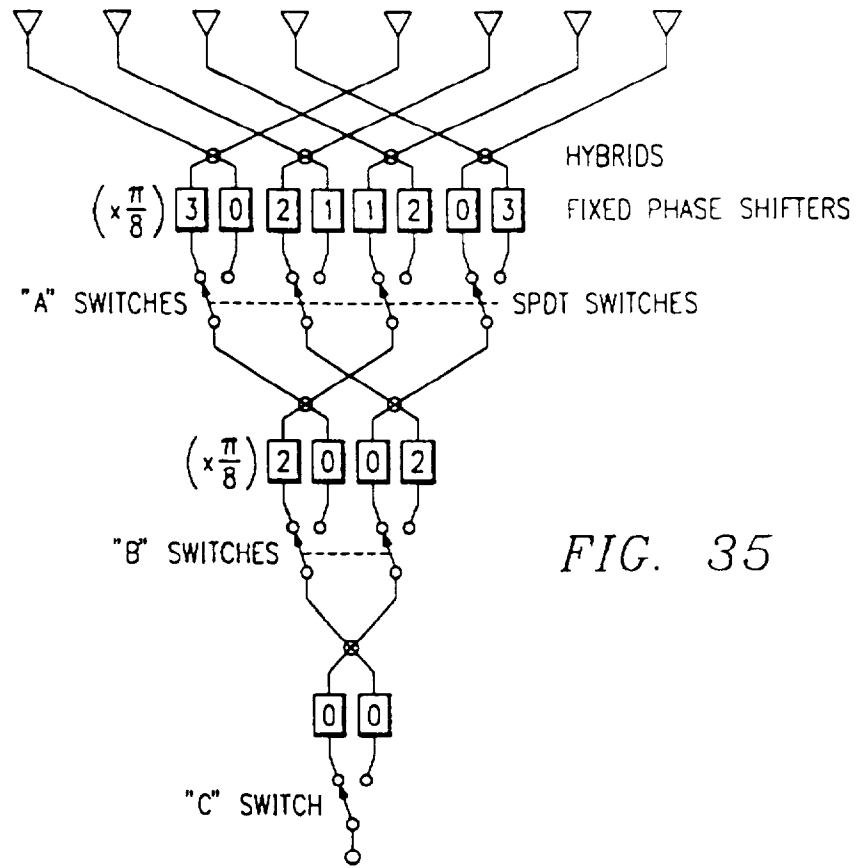 HYBRIDS
(×π/8) 3 0 2 1 1 2 0 3 FIXED PHASE SHIFTERS
"A" SWITCHES SPDT SWITCHES
(×π/8) 2 0 0 2
"B" SWITCHES
FIG. 35
0 0
"C" SWITCH